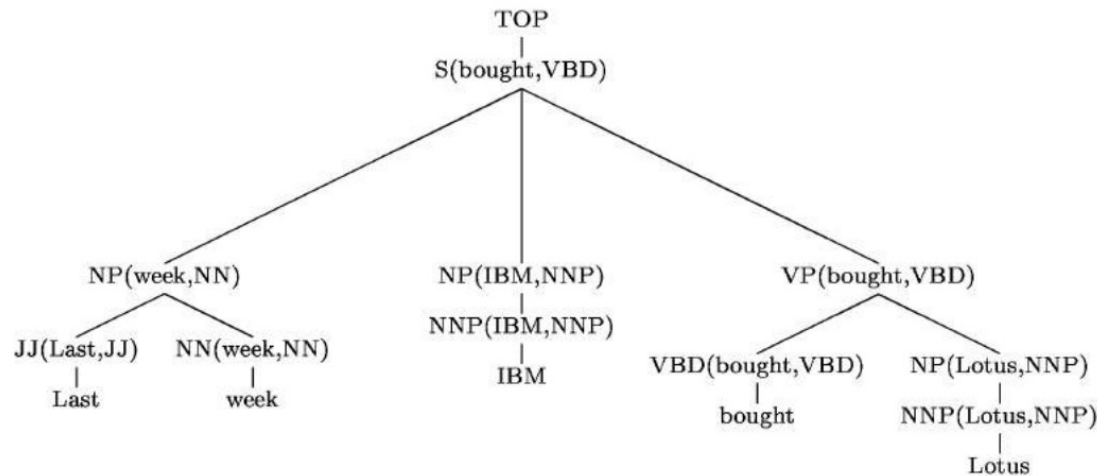 TOP
S(bought,VBD)
NP(week,NN) NP(IBM,NNP) VP(bought,VBD)
NNP(IBM,NNP)
JJ(Last,JJ) NN(week,NN) VBD(bought,VBD) NP(Lotus,NNP)
IBM
Last week bought NNP(Lotus,NNP)
Lotus